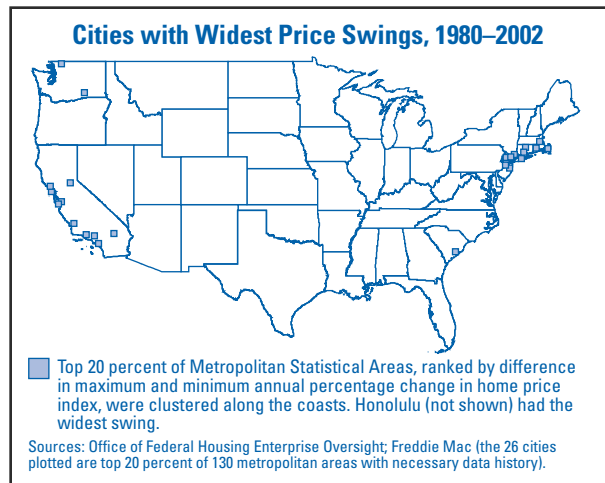 Cities with Widest Price Swings, 1980–2002
Top 20 percent of Metropolitan Statistical Areas, ranked by difference
in maximum and minimum annual percentage change in home price
index, were clustered along the coasts. Honolulu (not shown) had the
widest swing.
Sources: Office of Federal Housing Enterprise Oversight; Freddie Mac (the 26 cities
plotted are top 20 percent of 130 metropolitan areas with necessary data history).